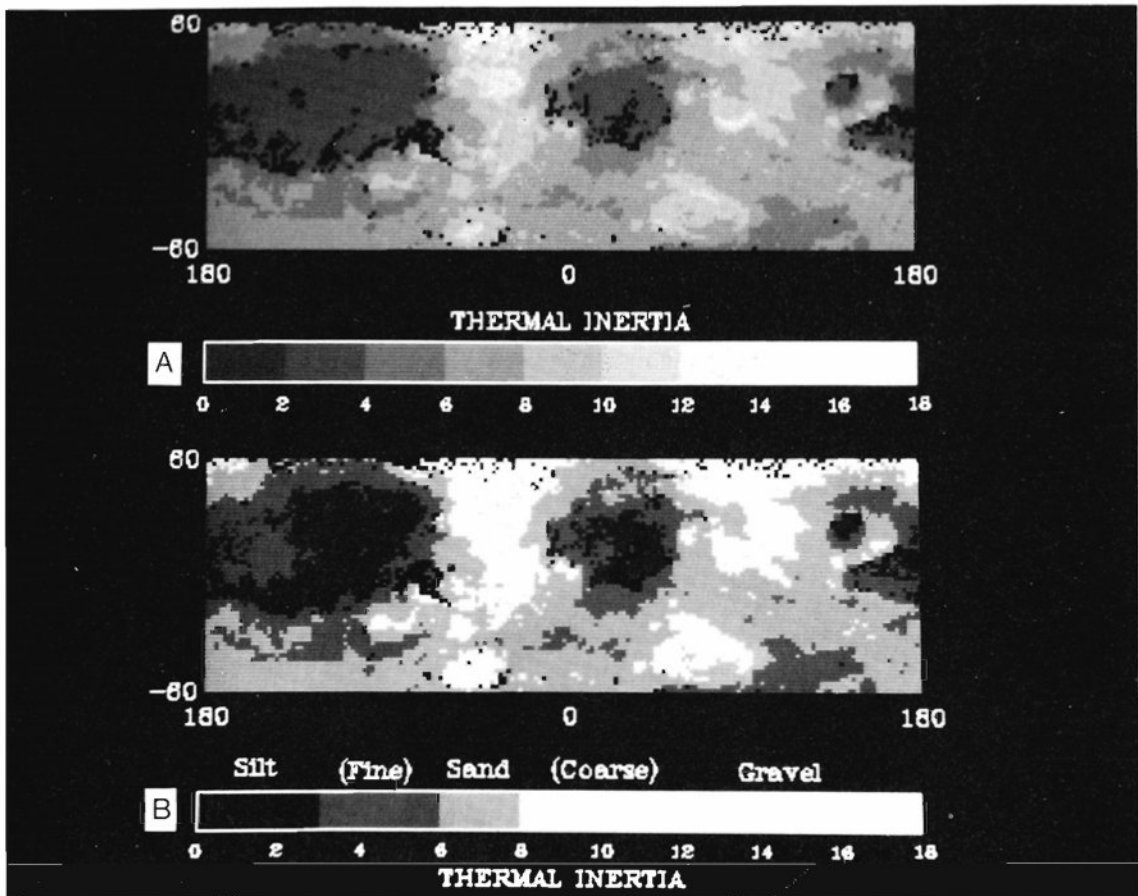 60
-60
180 0 180
THERMAL INERTIA
A
0 2 4 6 8 10 12 14 16 18
60
-60
180 0 180
Silt (Fine) Sand (Coarse) Gravel
B
0 2 4 6 8 10 12 14 16 18
THERMAL INERTIA